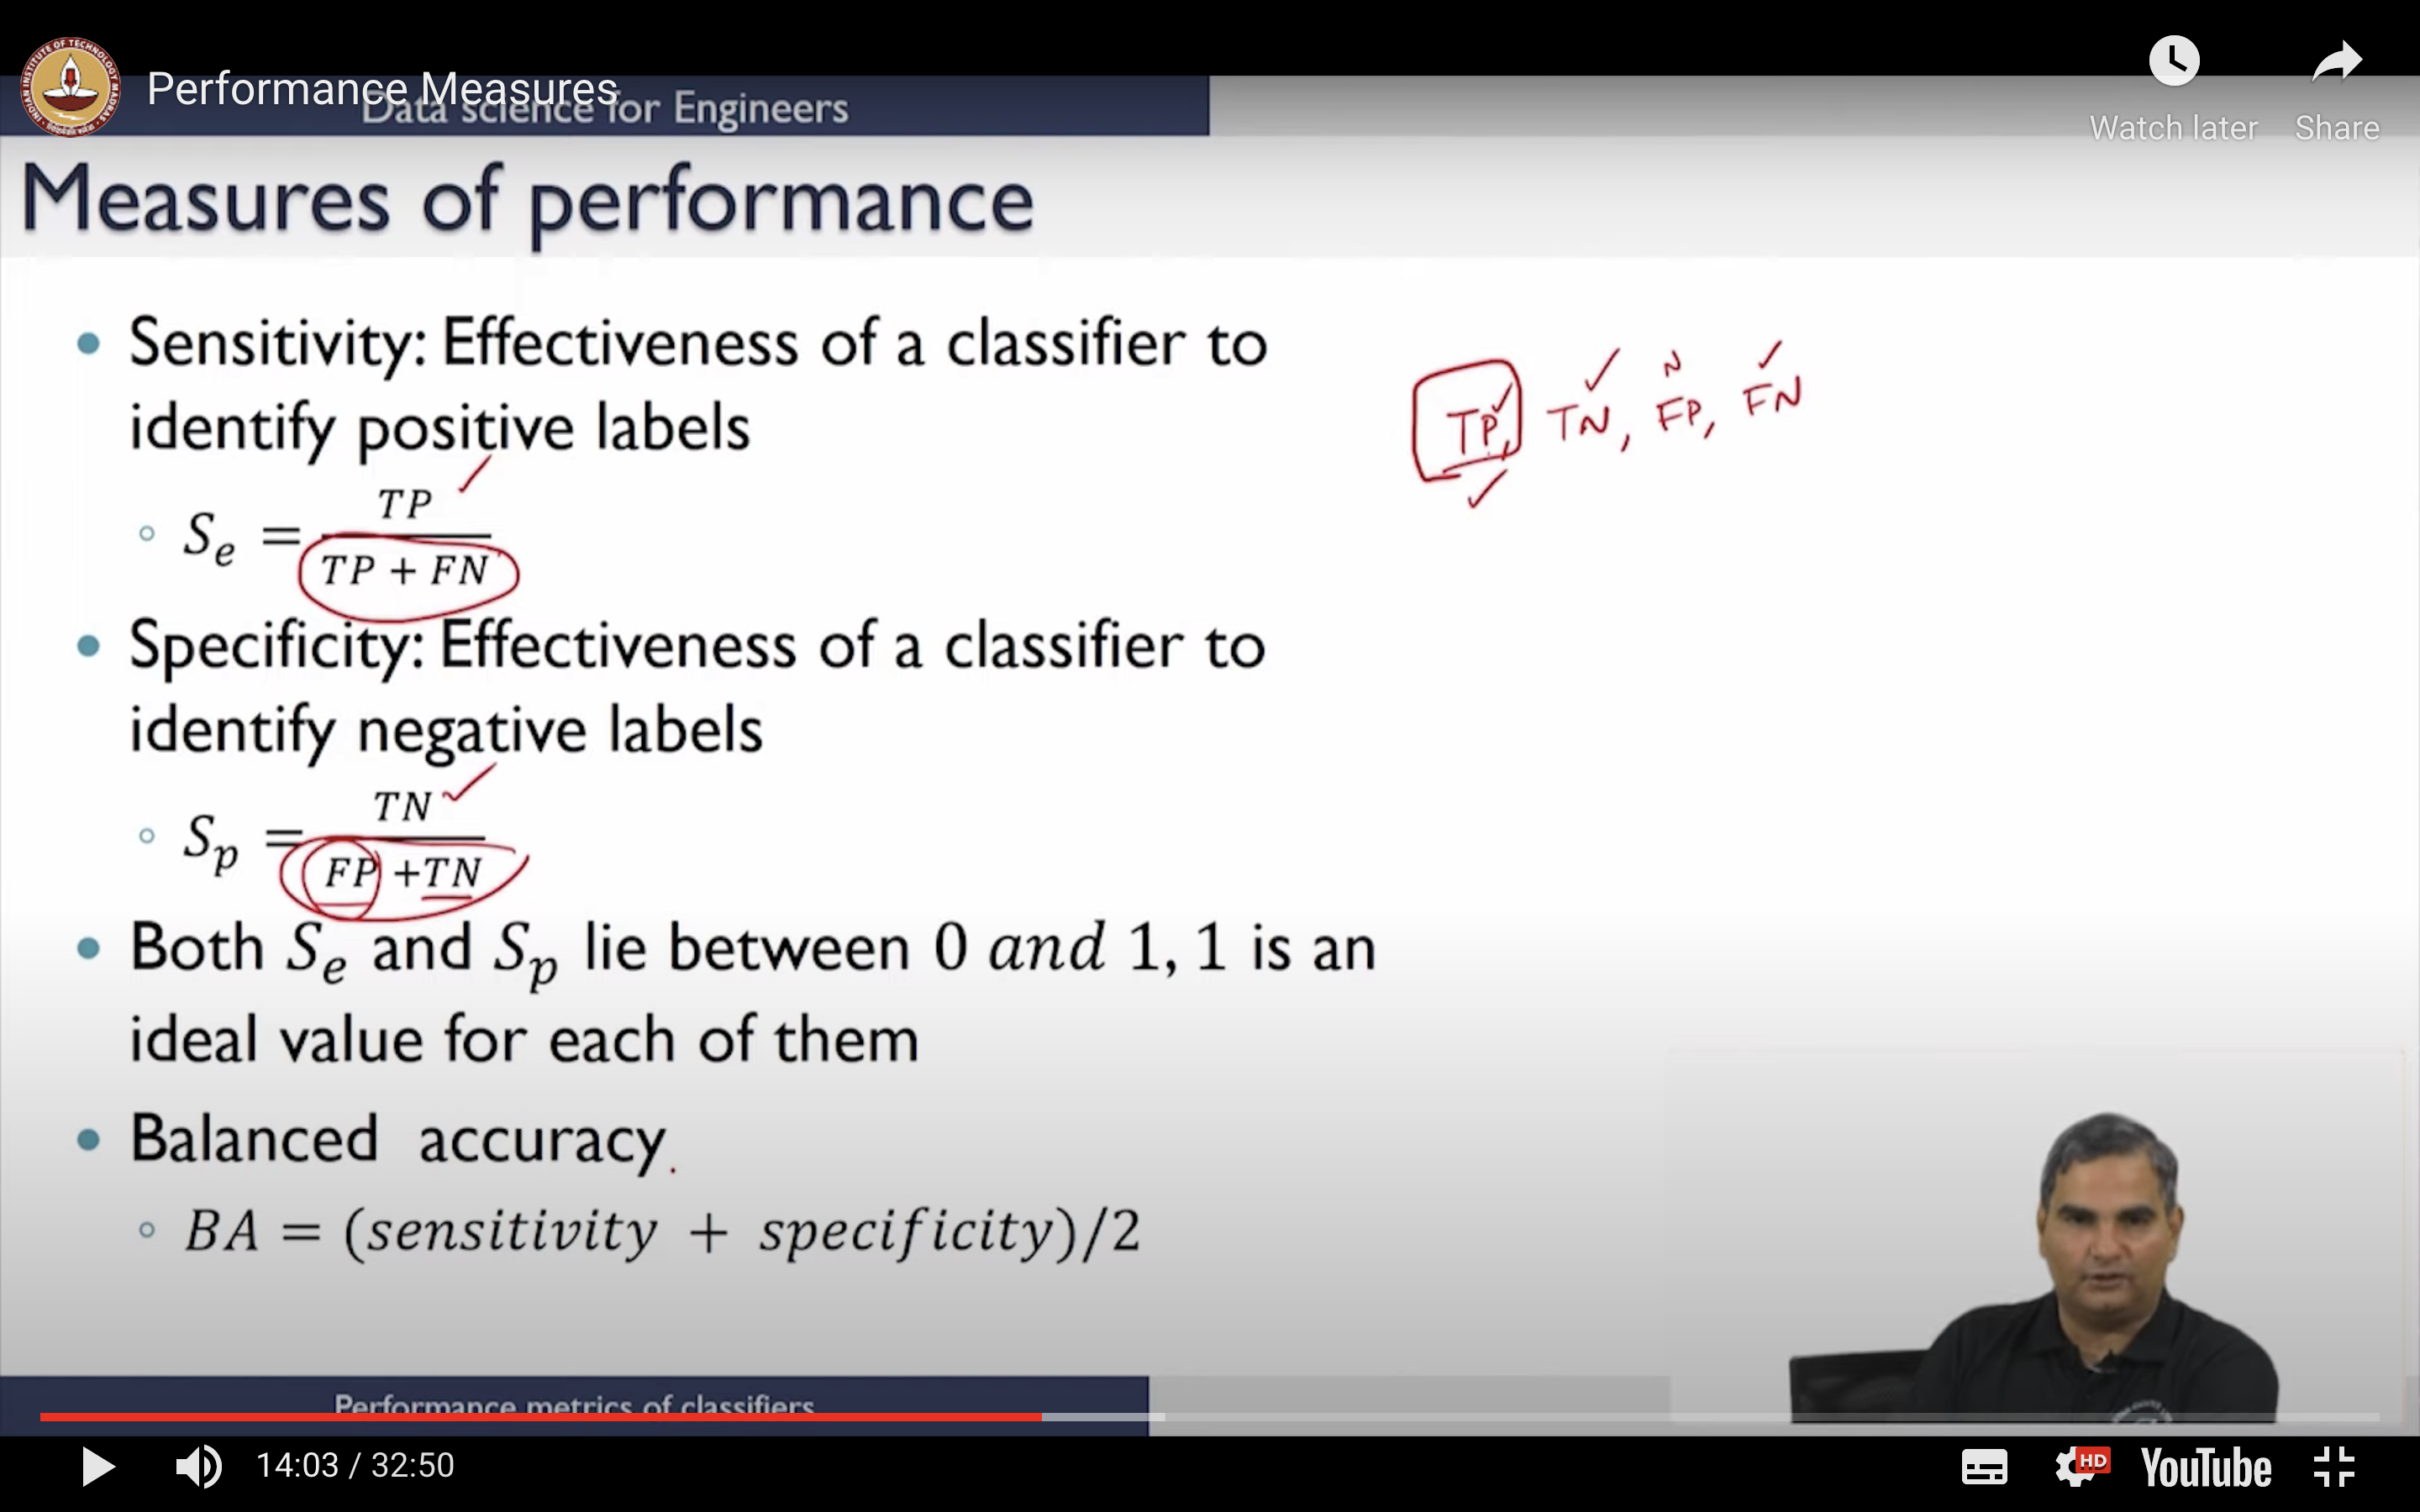 Performance Measures
Data science for Engineers
Watch later
Share
Measures of performance
Sensitivity: Effectiveness of a classifier to
identify positive labels
S_e = TP / (TP + FN)
TP, TN, FP, FN
N
Specificity: Effectiveness of a classifier to
identify negative labels
S_p = TN / (FP + TN)
Both S_e and S_p lie between 0 and 1, 1 is an
ideal value for each of them
Balanced accuracy
BA = (sensitivity + specificity)/2
Performance metrics of classifiers
14:03 / 32:50
HD
YouTube